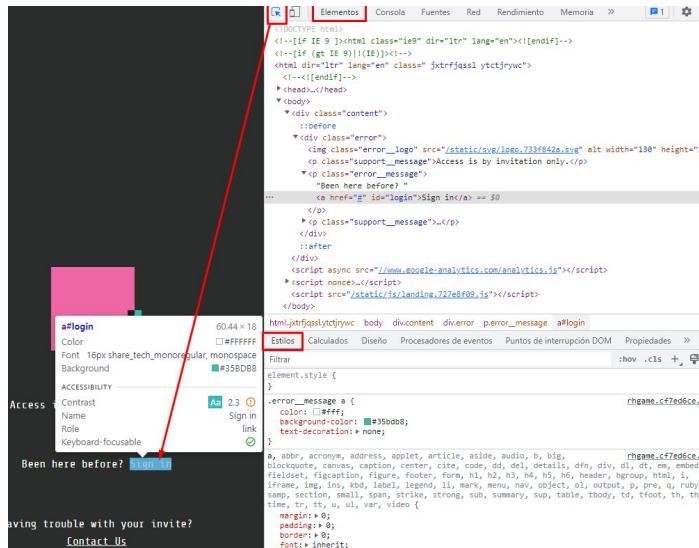 Elementos Consola Fuentes Red Rendimiento Memoria » 1
<!DOCTYPE html>
<!--[if IE 9 ]><html class="ie9" dir="ltr" lang="en"><![endif]-->
<!--[if (gt IE 9)|!(IE)]><!-->
<html dir="ltr" lang="en" class=" jxtrfjqssl ytctjrywc">
<!--<![endif]-->
<head>…</head>
<body>
<div class="content">
::before
<div class="error">
<img class="error__logo" src="/static/svg/logo.733f842a.svg" alt width="130" height="
<p class="support__message">Access is by invitation only.</p>
<p class="error__message">
"Been here before? "
… <a href="#" id="login">Sign in</a> == $0
</p>
<p class="support__message">…</p>
</div>
::after
</div>
<script async src="//www.google-analytics.com/analytics.js"></script>
<script nonce>…</script>
<script src="/static/js/landing.727e8f09.js"></script>
</body>
html.jxtrfjqssl.ytctjrywc body div.content div.error p.error__message a#login
Estilos Calculados Diseño Procesadores de eventos Puntos de interrupción DOM Propiedades »
Filtrar :hov .cls +
element.style {
}
.error__message a { rhgame.cf7ed6ce.
color: #fff;
background-color: #35bdb8;
text-decoration: none;
}
a, abbr, acronym, address, applet, article, aside, audio, b, big, rhgame.cf7ed6ce.
blockquote, canvas, caption, center, cite, code, dd, del, details, dfn, div, dl, dt, em, embed
fieldset, figcaption, figure, footer, form, h1, h2, h3, h4, h5, h6, header, hgroup, html, i,
iframe, img, ins, kbd, label, legend, li, mark, menu, nav, object, ol, output, p, pre, q, ruby
samp, section, small, span, strike, strong, sub, summary, sup, table, tbody, td, tfoot, th, th
time, tr, tt, u, ul, var, video {
margin: 0;
padding: 0;
border: 0;
font: inherit;
a#login 60.44 × 18
Color #FFFFFF
Font 16px share_tech_monoregular, monospace
Background #35BDB8
ACCESSIBILITY
Contrast Aa 2.3
Name Sign in
Role link
Keyboard-focusable
Access i
Been here before? Sign in
aving trouble with your invite?
Contact Us